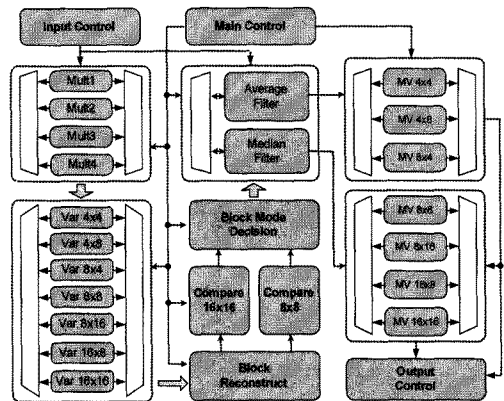 Input Control
Main Control
Mult1
Mult2
Mult3
Mult4
Average
Filter
Median
Filter
MV 4x4
MV 4x8
MV 8x4
Var 4x4
Var 4x8
Var 8x4
Var 8x8
Var 8x16
Var 16x8
Var 16x16
Block Mode
Decision
Compare
16x16
Compare
8x8
Block
Reconstruct
MV 8x8
MV 8x16
MV 16x8
MV 16x16
Output
Control